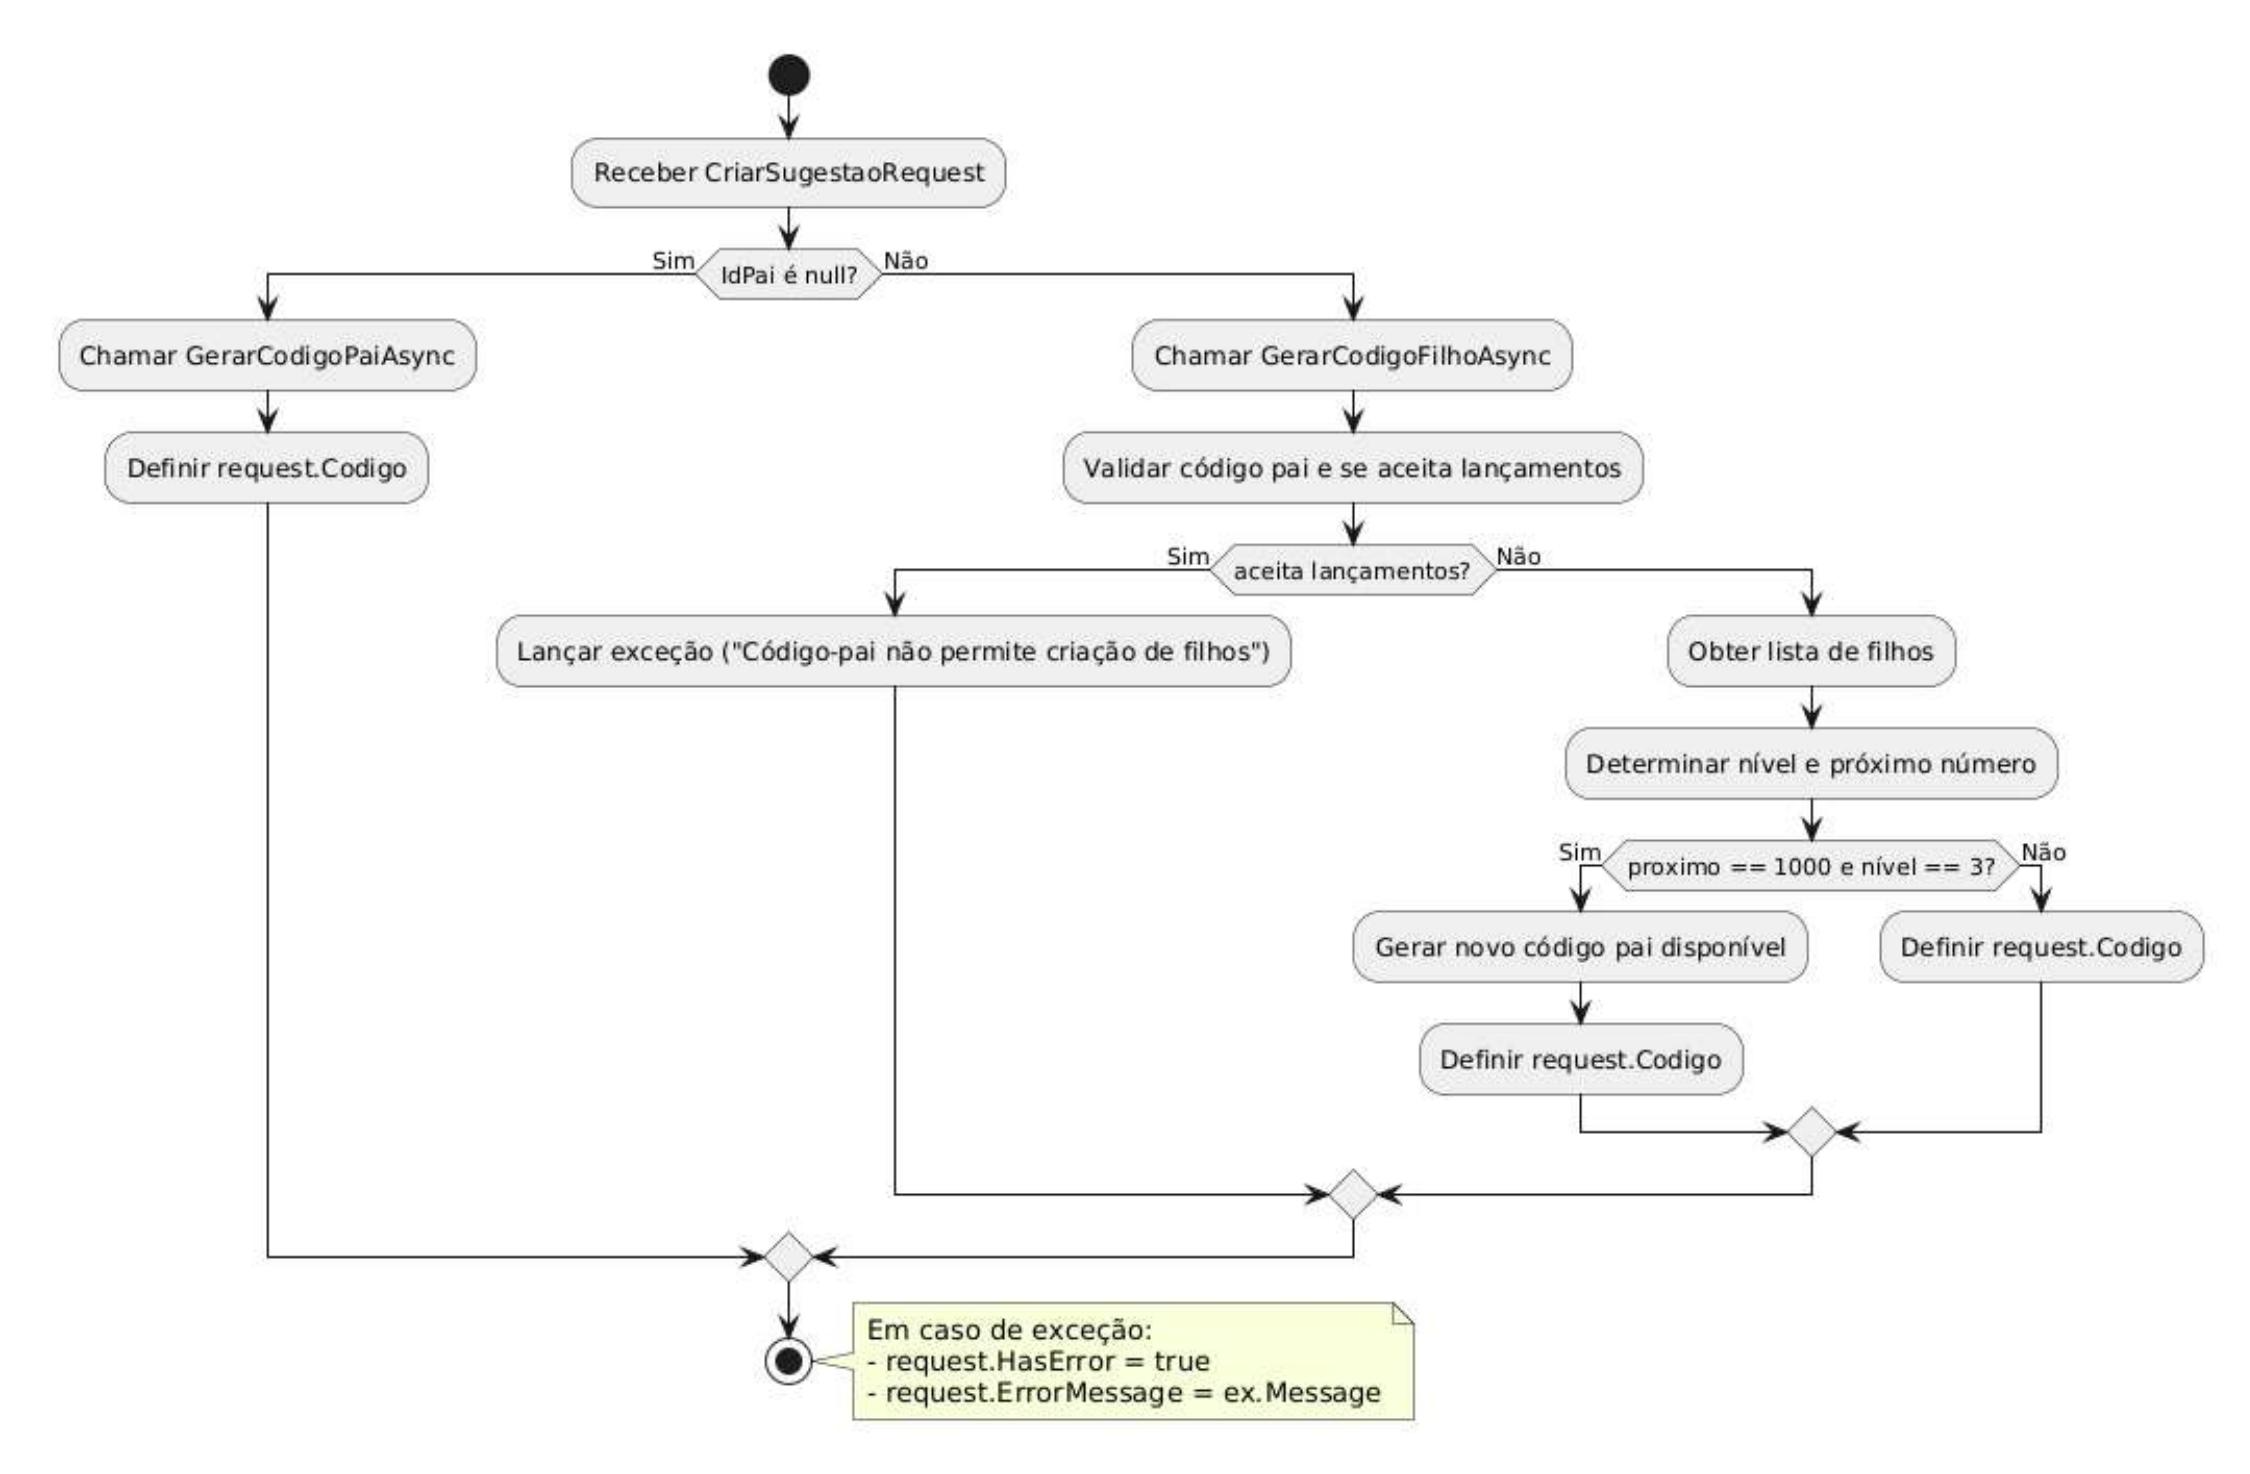 Receber CriarSugestaoRequest
Sim
IdPai é null?
Não
Chamar GerarCodigoPaiAsync
Definir request.Codigo
Chamar GerarCodigoFilhoAsync
Validar código pai e se aceita lançamentos
Sim
aceita lançamentos?
Não
Lançar exceção ("Código-pai não permite criação de filhos")
Obter lista de filhos
Determinar nível e próximo número
Sim
proximo == 1000 e nível == 3?
Não
Gerar novo código pai disponível
Definir request.Codigo
Definir request.Codigo
Em caso de exceção:
- request.HasError = true
- request.ErrorMessage = ex.Message